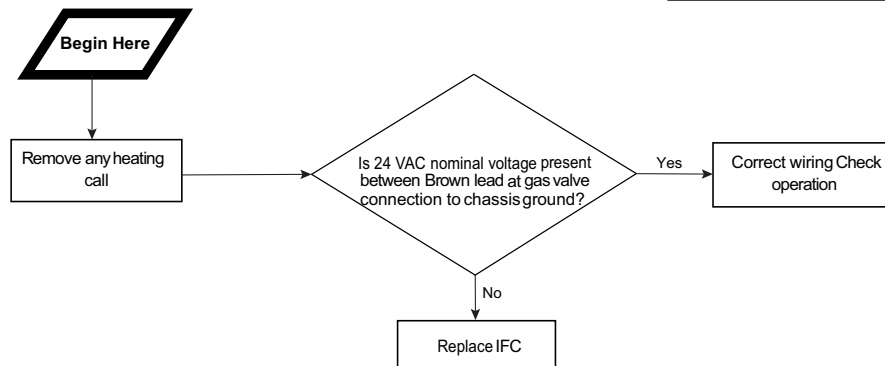 Begin Here
Remove any heating
call
Is 24 VAC nominal voltage present
between Brown lead at gas valve
connection to chassis ground?
Yes
Correct wiring Check
operation
No
Replace IFC